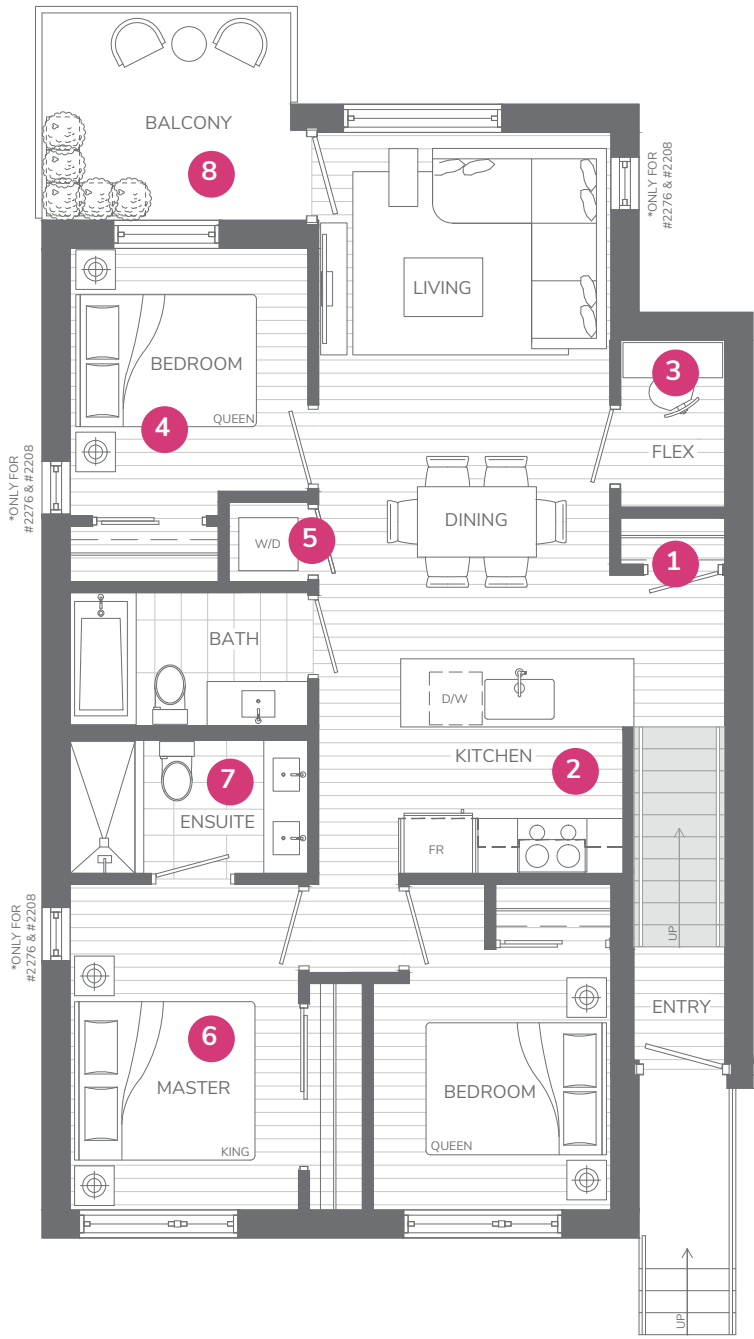 BALCONY
8
*ONLY FOR
#2276 & #2208
LIVING
BEDROOM
3
QUEEN
4
FLEX
*ONLY FOR
#2276 & #2208
DINING
5
W/D
1
BATH
D/W
KITCHEN
2
7
ENSUITE
FR
UP
*ONLY FOR
#2276 & #2208
ENTRY
6
MASTER
BEDROOM
KING
QUEEN
UP